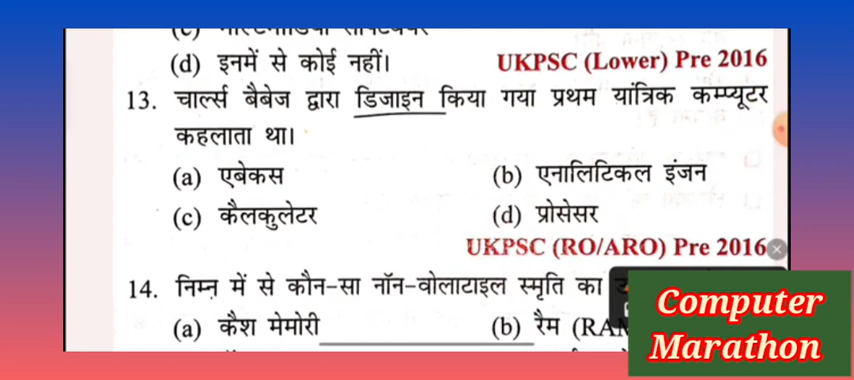 (d) इनमें से कोई नहीं।
UKPSC (Lower) Pre 2016
13. चार्ल्स बैबेज द्वारा डिजाइन किया गया प्रथम यांत्रिक कम्प्यूटर
कहलाता था।
(a) एबेकस
(b) एनालिटिकल इंजन
(c) कैलकुलेटर
(d) प्रोसेसर
UKPSC (RO/ARO) Pre 2016
14. निम्न में से कौन-सा नॉन-वोलाटाइल स्मृति का
(a) कैश मेमोरी
(b) रैम
Computer
Marathon